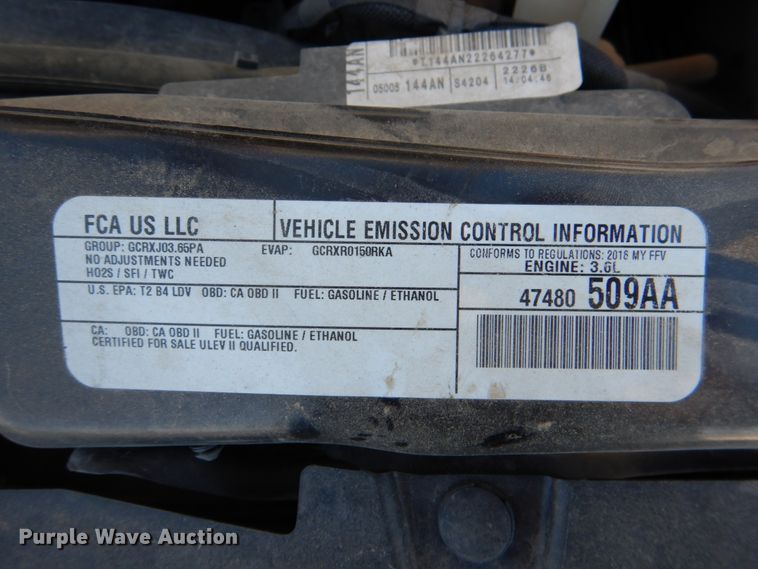 *TT44AN22264277*
144AN
05005 144AN S4204 2226B 14:04:46
FCA US LLC VEHICLE EMISSION CONTROL INFORMATION
GROUP: GCRXJ03.65PA EVAP: GCRXR0150RKA CONFORMS TO REGULATIONS: 2016 MY FFV
NO ADJUSTMENTS NEEDED ENGINE: 3.6L
HO2S / SFI / TWC
U.S. EPA: T2 B4 LDV OBD: CA OBD II FUEL: GASOLINE / ETHANOL 47480 509AA
CA: OBD: CA OBD II FUEL: GASOLINE / ETHANOL
CERTIFIED FOR SALE ULEV II QUALIFIED.
Purple Wave Auction